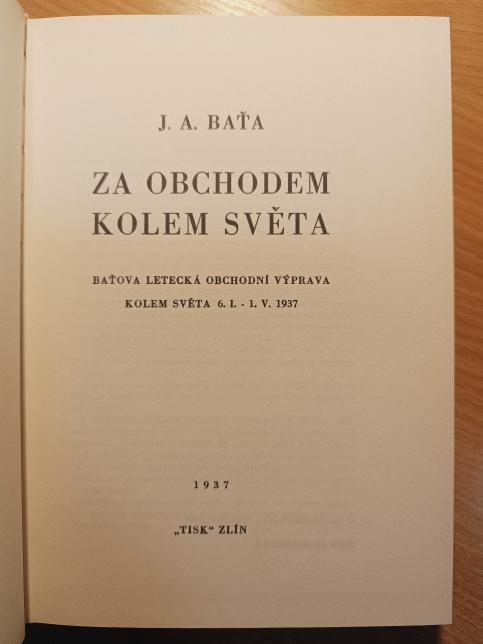 J. A. BAŤA
ZA OBCHODEM
KOLEM SVĚTA
BAŤOVA LETECKÁ OBCHODNÍ VÝPRAVA
KOLEM SVĚTA 6. I. - 1. V. 1937
1937
„TISK“ ZLÍN